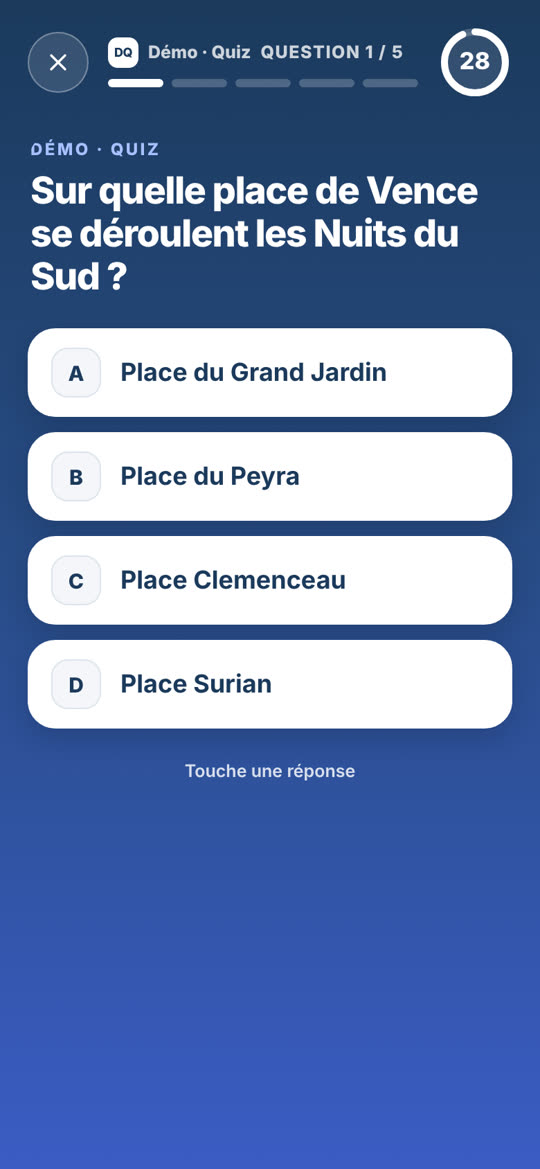 DQ Démo · Quiz QUESTION 1 / 5
28
DÉMO · QUIZ
Sur quelle place de Vence
se déroulent les Nuits du
Sud ?
A Place du Grand Jardin
B Place du Peyra
C Place Clemenceau
D Place Surian
Touche une réponse